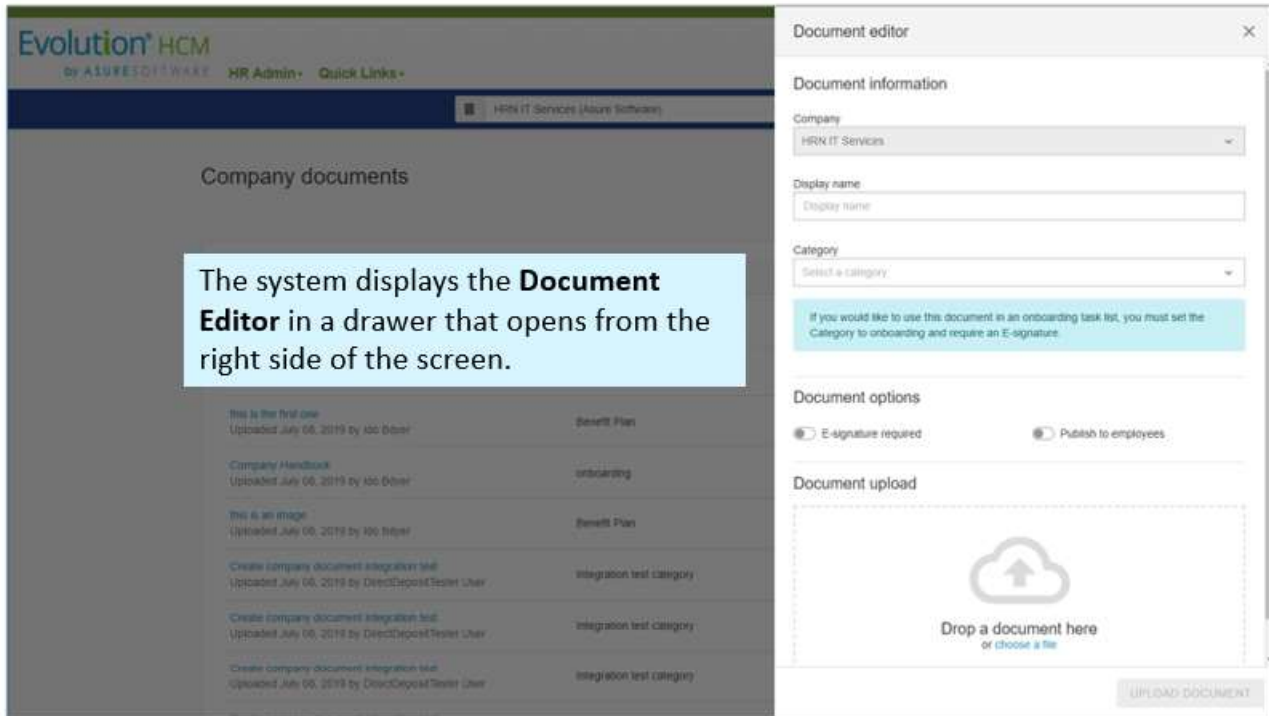 Evolution® HCM
by ASURESOFTWARE
HR Admin
Quick Links
HRN IT Services (Asure Software)
Company documents
The system displays the Document
Editor in a drawer that opens from the
right side of the screen.
this is the first one
Uploaded July 08, 2019 by Ido
Benefit Plan
Company Handbook
Uploaded July 08, 2019 by Ido
onboarding
this is an image
Uploaded July 08, 2019 by Ido
Benefit Plan
Create company document integration test
Uploaded July 08, 2019 by DirectDepositTester User
Integration test category
Create company document integration test
Uploaded July 08, 2019 by DirectDepositTester User
Integration test category
Create company document integration test
Uploaded July 08, 2019 by DirectDepositTester User
Integration test category
Document editor
Document information
Company
HRN IT Services
Display name
Display name
Category
Select a category
If you would like to use this document in an onboarding task list, you must set the
Category to onboarding and require an E-signature.
Document options
E-signature required
Publish to employees
Document upload
Drop a document here
or choose a file
UPLOAD DOCUMENT